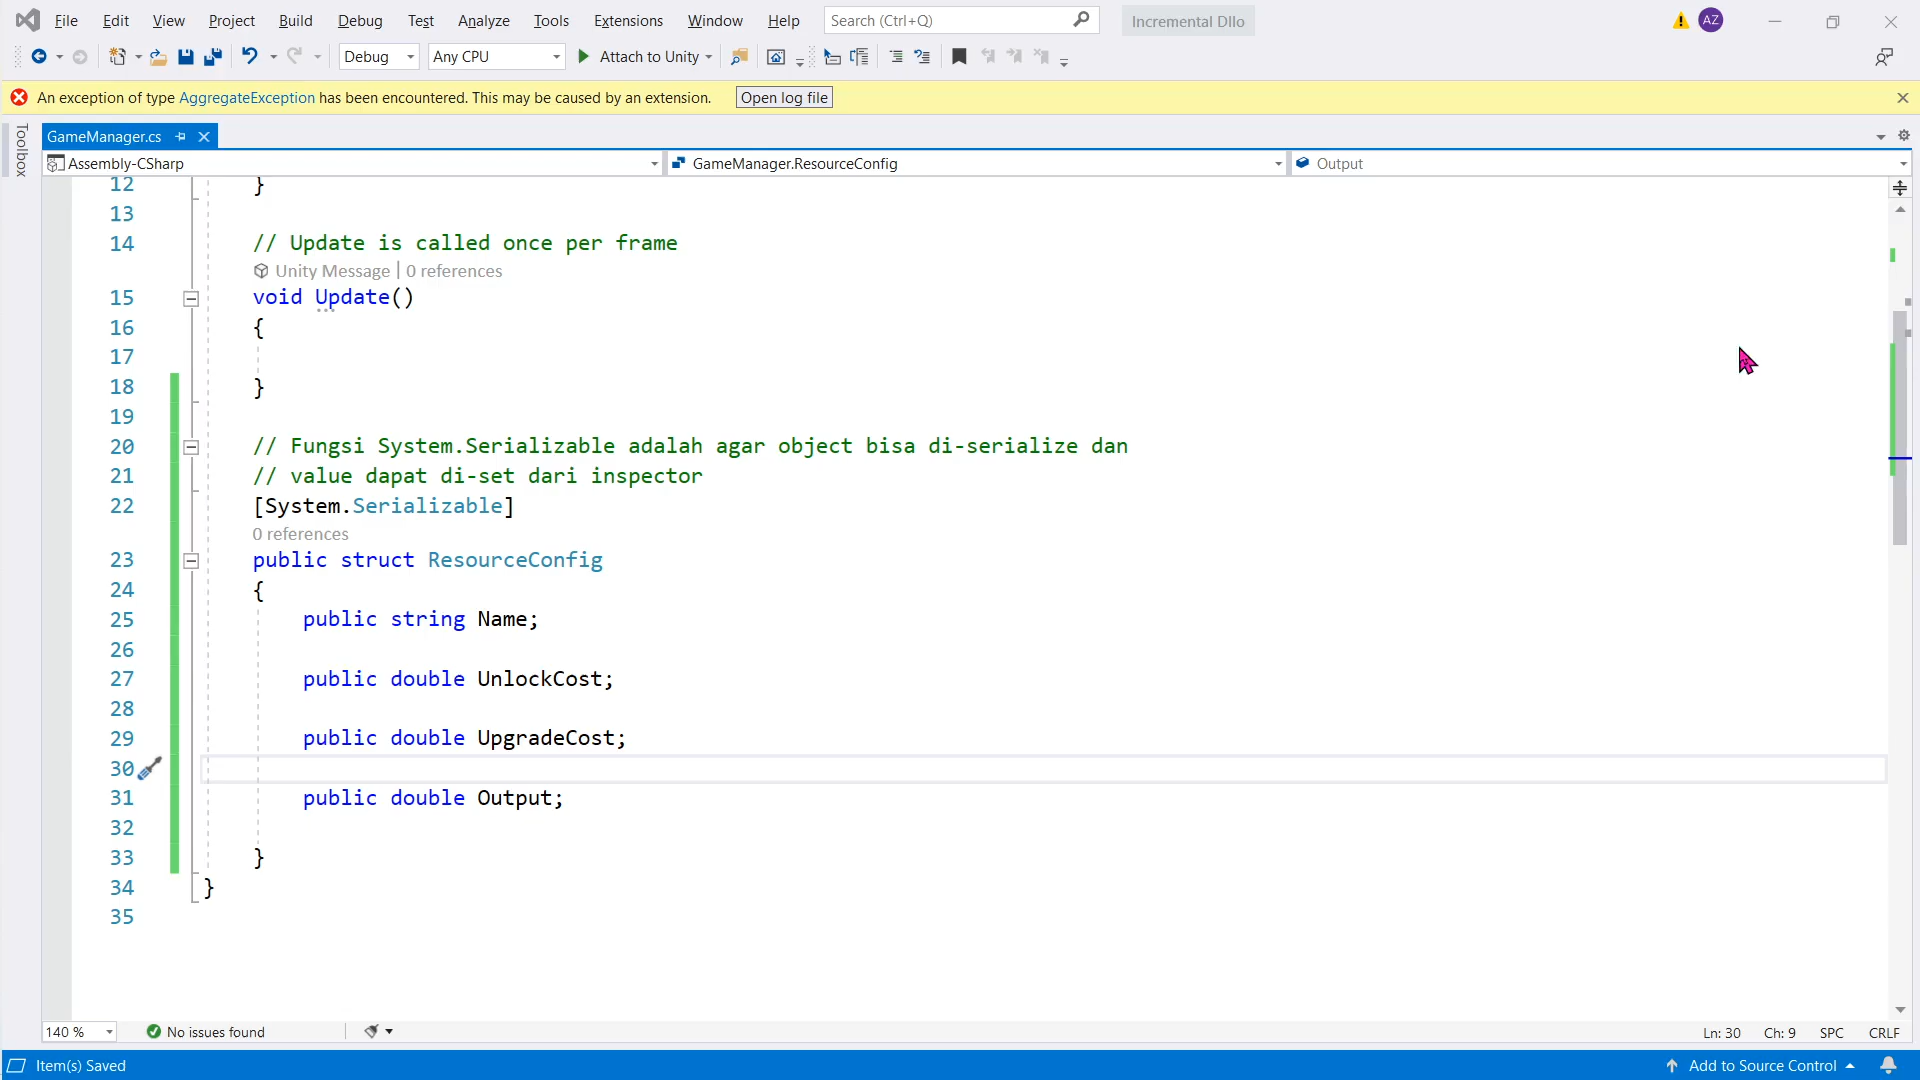 File Edit View Project Build Debug Test Analyze Tools Extensions Window Help Search (Ctrl+Q) Incremental Dllo AZ
Debug Any CPU Attach to Unity
An exception of type AggregateException has been encountered. This may be caused by an extension. Open log file
Toolbox
GameManager.cs
Assembly-CSharp GameManager.ResourceConfig Output
12 }
13
14 // Update is called once per frame
Unity Message | 0 references
15 void Update()
16 {
17
18 }
19
20 // Fungsi System.Serializable adalah agar object bisa di-serialize dan
21 // value dapat di-set dari inspector
22 [System.Serializable]
0 references
23 public struct ResourceConfig
24 {
25 public string Name;
26
27 public double UnlockCost;
28
29 public double UpgradeCost;
30
31 public double Output;
32
33 }
34 }
35
140 % No issues found Ln: 30 Ch: 9 SPC CRLF
Item(s) Saved Add to Source Control